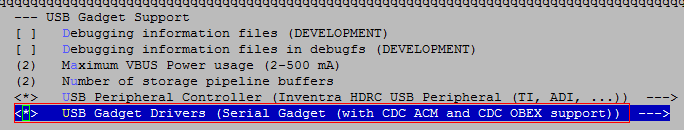 --- USB Gadget Support
[ ] Debugging information files (DEVELOPMENT)
[ ] Debugging information files in debugfs (DEVELOPMENT)
(2) Maximum VBUS Power usage (2-500 mA)
(2) Number of storage pipeline buffers
<*> USB Peripheral Controller (Inventra HDRC USB Peripheral (TI, ADI, ...)) --->
<*> USB Gadget Drivers (Serial Gadget (with CDC ACM and CDC OBEX support)) --->